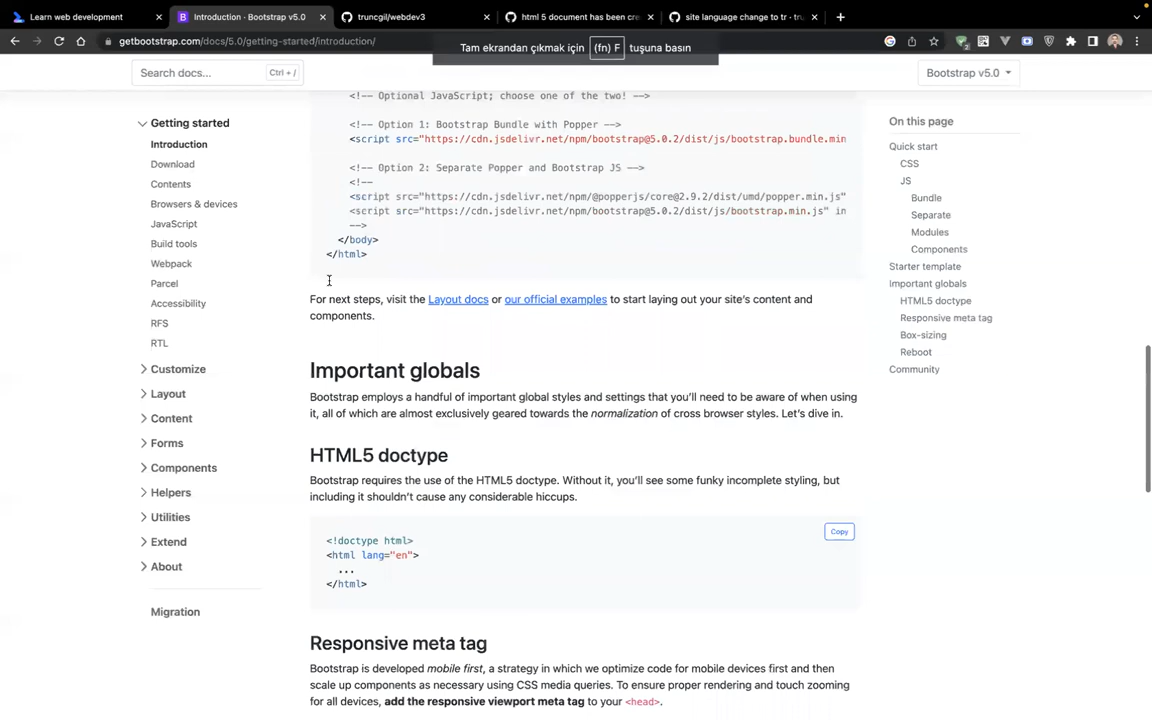 Learn web development
Introduction · Bootstrap v5.0
truncgil/webdev3
html 5 document has been cre
site language change to tr · tru
getbootstrap.com/docs/5.0/getting-started/introduction/
Tam ekrandan çıkmak için (fn) F tuşuna basın
Search docs...
Ctrl + /
Bootstrap v5.0
Getting started
Introduction
Download
Contents
Browsers & devices
JavaScript
Build tools
Webpack
Parcel
Accessibility
RFS
RTL
Customize
Layout
Content
Forms
Components
Helpers
Utilities
Extend
About
Migration
<!-- Optional JavaScript; choose one of the two! -->
<!-- Option 1: Bootstrap Bundle with Popper -->
<script src="https://cdn.jsdelivr.net/npm/bootstrap@5.0.2/dist/js/bootstrap.bundle.min
<!-- Option 2: Separate Popper and Bootstrap JS -->
<!--
<script src="https://cdn.jsdelivr.net/npm/@popperjs/core@2.9.2/dist/umd/popper.min.js"
<script src="https://cdn.jsdelivr.net/npm/bootstrap@5.0.2/dist/js/bootstrap.min.js" in
-->
</body>
</html>
For next steps, visit the Layout docs or our official examples to start laying out your site's content and
components.
Important globals
Bootstrap employs a handful of important global styles and settings that you'll need to be aware of when using
it, all of which are almost exclusively geared towards the normalization of cross browser styles. Let's dive in.
HTML5 doctype
Bootstrap requires the use of the HTML5 doctype. Without it, you'll see some funky incomplete styling, but
including it shouldn't cause any considerable hiccups.
Copy
<!doctype html>
<html lang="en">
...
</html>
Responsive meta tag
Bootstrap is developed mobile first, a strategy in which we optimize code for mobile devices first and then
scale up components as necessary using CSS media queries. To ensure proper rendering and touch zooming
for all devices, add the responsive viewport meta tag to your <head>.
On this page
Quick start
CSS
JS
Bundle
Separate
Modules
Components
Starter template
Important globals
HTML5 doctype
Responsive meta tag
Box-sizing
Reboot
Community